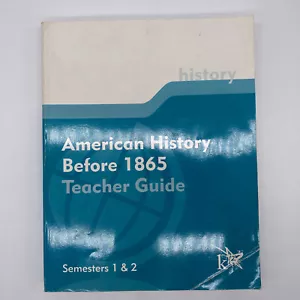 history
American History
Before 1865
Teacher Guide
Semesters 1 & 2